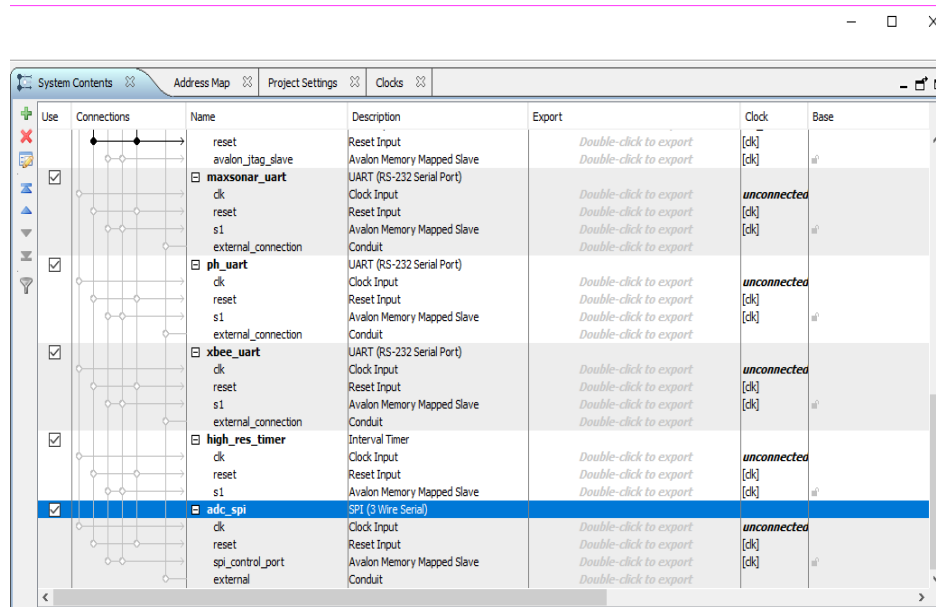 System Contents Address Map Project Settings Clocks
Use Connections Name Description Export Clock Base
reset Reset Input Double-click to export [clk]
avalon_jtag_slave Avalon Memory Mapped Slave Double-click to export [clk]
maxsonar_uart UART (RS-232 Serial Port)
clk Clock Input Double-click to export unconnected
reset Reset Input Double-click to export [clk]
s1 Avalon Memory Mapped Slave Double-click to export [clk]
external_connection Conduit Double-click to export
ph_uart UART (RS-232 Serial Port)
clk Clock Input Double-click to export unconnected
reset Reset Input Double-click to export [clk]
s1 Avalon Memory Mapped Slave Double-click to export [clk]
external_connection Conduit Double-click to export
xbee_uart UART (RS-232 Serial Port)
clk Clock Input Double-click to export unconnected
reset Reset Input Double-click to export [clk]
s1 Avalon Memory Mapped Slave Double-click to export [clk]
external_connection Conduit Double-click to export
high_res_timer Interval Timer
clk Clock Input Double-click to export unconnected
reset Reset Input Double-click to export [clk]
s1 Avalon Memory Mapped Slave Double-click to export [clk]
adc_spi SPI (3 Wire Serial)
clk Clock Input Double-click to export unconnected
reset Reset Input Double-click to export [clk]
spi_control_port Avalon Memory Mapped Slave Double-click to export [clk]
external Conduit Double-click to export